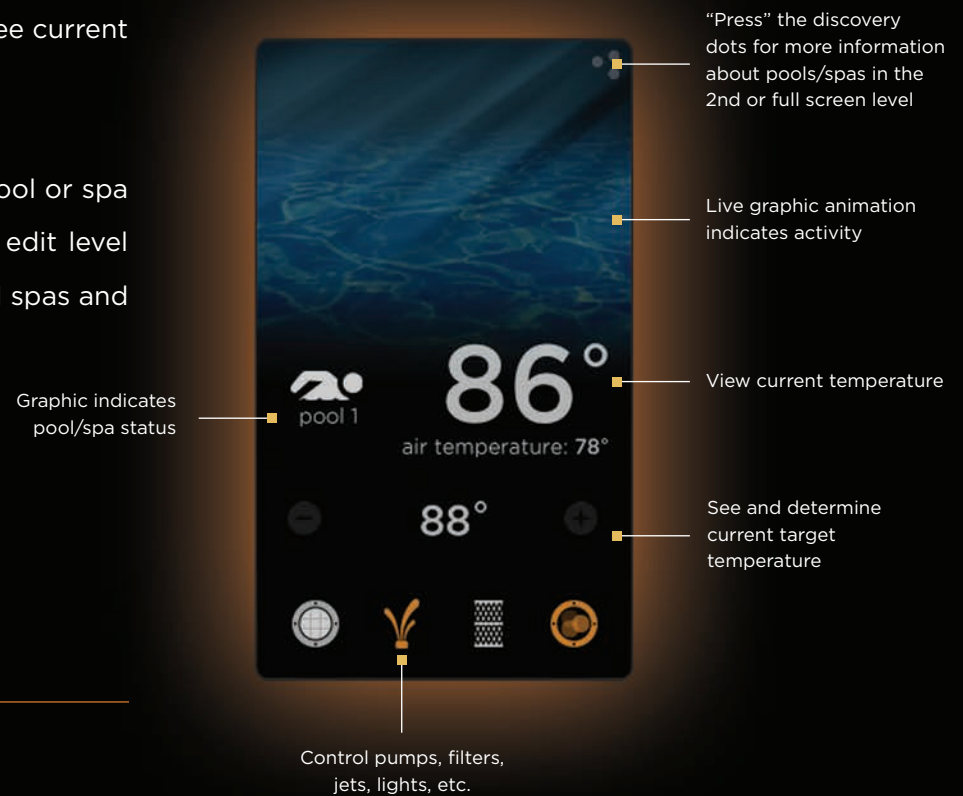 ee current
ool or spa
edit level
spas and
“Press” the discovery
dots for more information
about pools/spas in the
2nd or full screen level
Live graphic animation
indicates activity
86°
View current temperature
Graphic indicates
pool/spa status
pool 1
air temperature: 78°
88°
See and determine
current target
temperature
Control pumps, filters,
jets, lights, etc.